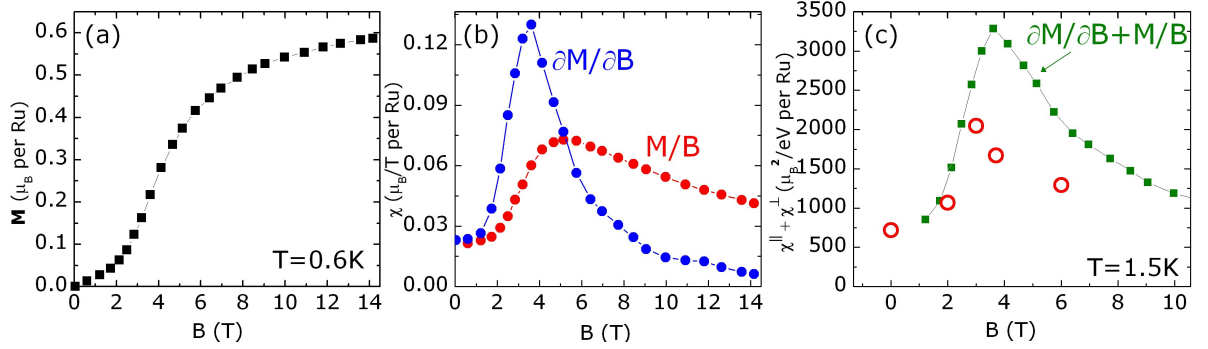 (a)
M (μB per Ru)
0.6
0.5
0.4
0.3
0.2
0.1
0.0
T=0.6K
0 2 4 6 8 10 12 14
B (T)
(b)
χ (μB/T per Ru)
0.12
0.09
0.06
0.03
0.00
∂M/∂B
M/B
0 2 4 6 8 10 12 14
B (T)
(c)
χ|| + χ⊥ (μB²/eV per Ru)
3500
3000
2500
2000
1500
1000
500
0
∂M/∂B+M/B
T=1.5K
0 2 4 6 8 10
B (T)